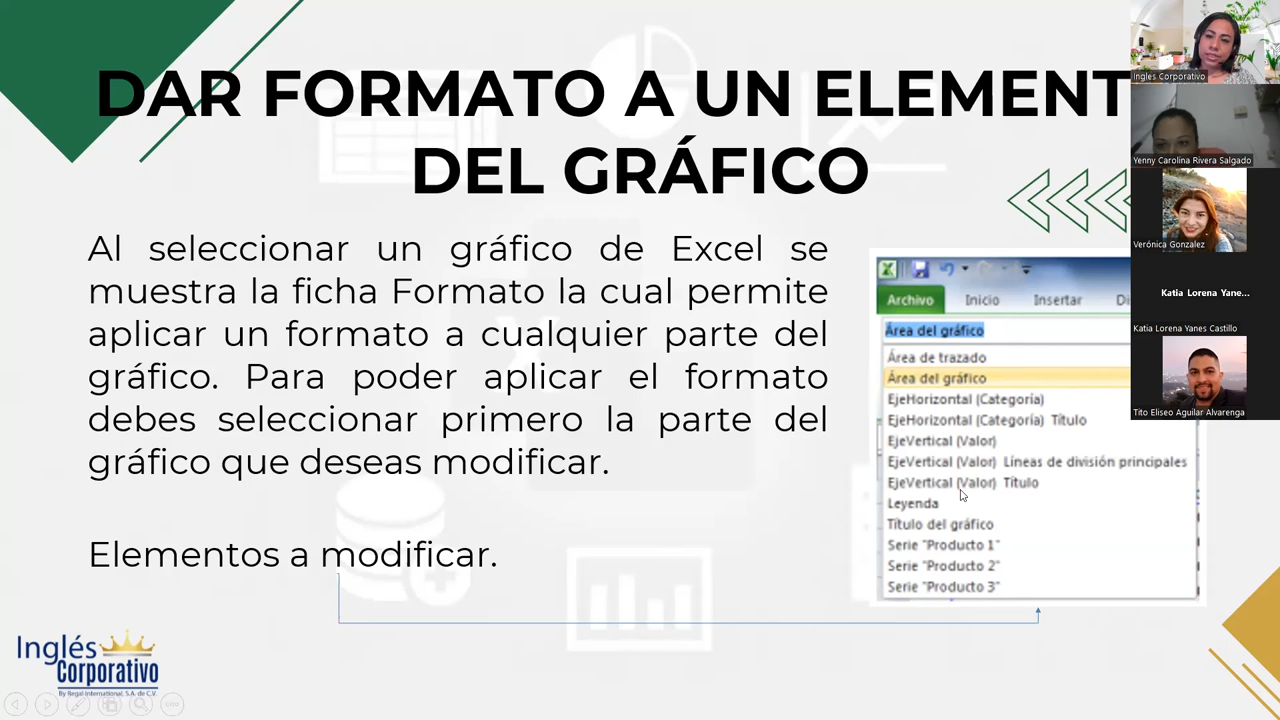 DAR FORMATO A UN ELEMENT
DEL GRÁFICO
Al seleccionar un gráfico de Excel se
muestra la ficha Formato la cual permite
aplicar un formato a cualquier parte del
gráfico. Para poder aplicar el formato
debes seleccionar primero la parte del
gráfico que deseas modificar.
Elementos a modificar.
Archivo Inicio Insertar
Área del gráfico
Área de trazado
Área del gráfico
EjeHorizontal (Categoría)
EjeHorizontal (Categoría) Título
EjeVertical (Valor)
EjeVertical (Valor) Líneas de división principales
EjeVertical (Valor) Título
Leyenda
Título del gráfico
Serie "Producto 1"
Serie "Producto 2"
Serie "Producto 3"
Ingles Corporativo
Yenny Carolina Rivera Salgado
Verónica Gonzalez
Katia Lorena Yane...
Katia Lorena Yanes Castillo
Tito Eliseo Aguilar Alvarenga
Inglés
Corporativo
By Regal International, S.A. de C.V.